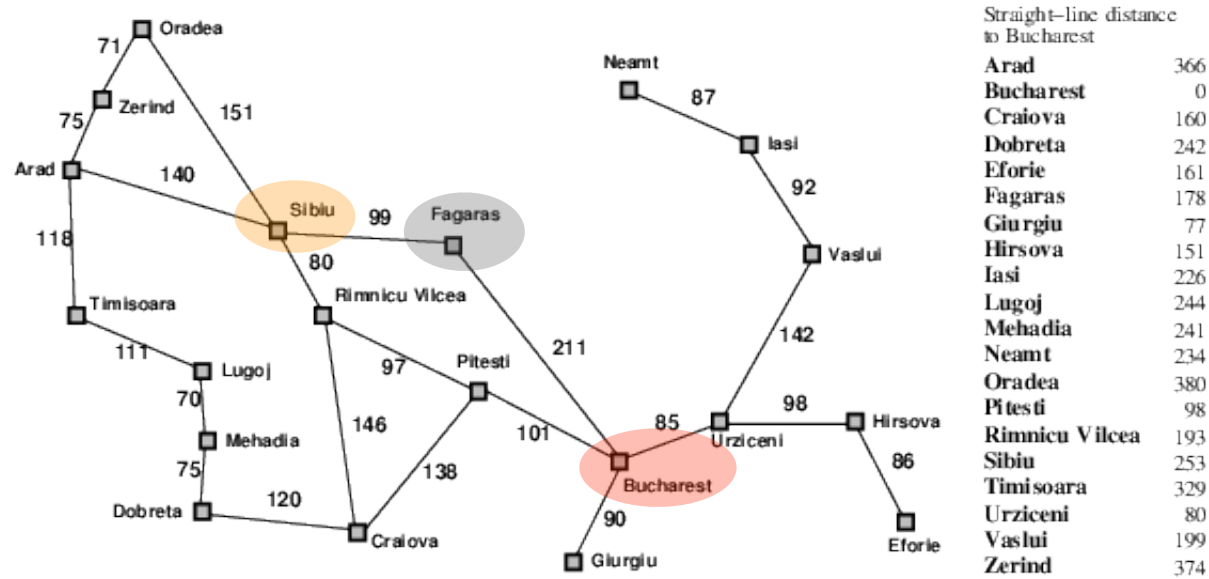 Oradea
71
Neamt
Zerind
87
151
75
Iasi
Arad
140
92
Sibiu
99
Fagaras
118
80
Vaslui
Timisoara
Rimnicu Vilcea
142
211
111
Lugoj
97
Pitesti
70
98
Hirsova
146
101
85
Urziceni
Mehadia
86
75
138
Bucharest
120
90
Dobreta
Craiova
Eforie
Giurgiu
Straight–line distance
to Bucharest
Arad 366
Bucharest 0
Craiova 160
Dobreta 242
Eforie 161
Fagaras 178
Giurgiu 77
Hirsova 151
Iasi 226
Lugoj 244
Mehadia 241
Neamt 234
Oradea 380
Pitesti 98
Rimnicu Vilcea 193
Sibiu 253
Timisoara 329
Urziceni 80
Vaslui 199
Zerind 374